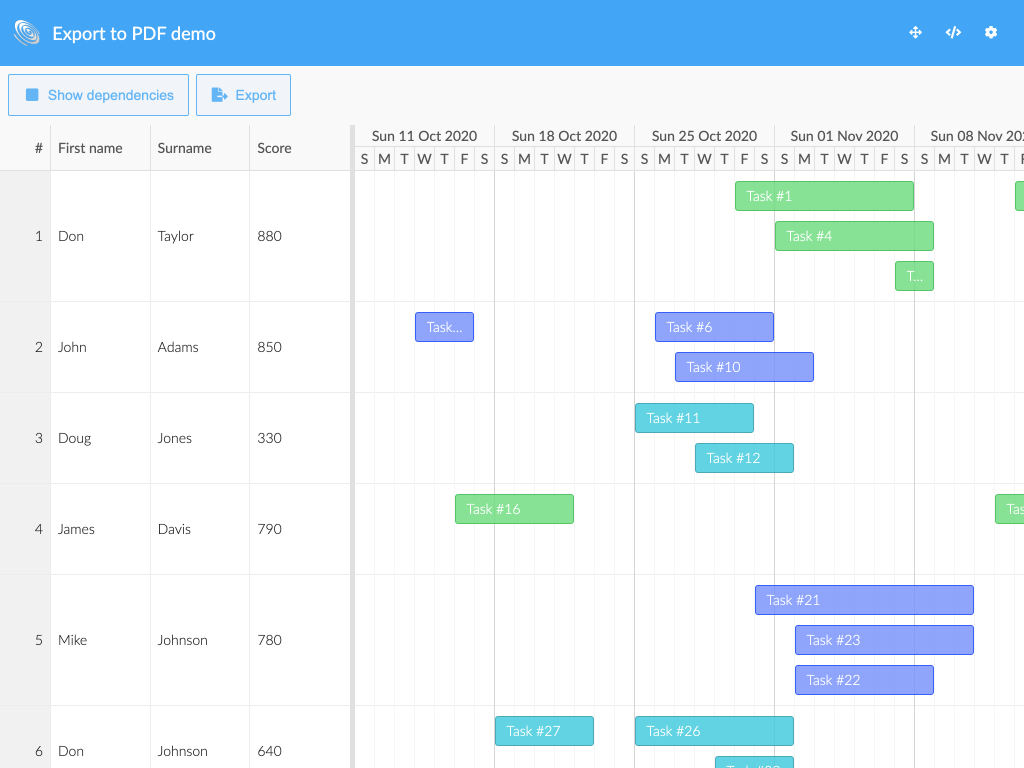 Export to PDF demo
Show dependencies
Export
# First name Surname Score
Sun 11 Oct 2020 Sun 18 Oct 2020 Sun 25 Oct 2020 Sun 01 Nov 2020 Sun 08 Nov 202
S M T W T F S S M T W T F S S M T W T F S S M T W T F S S M T W T F
1 Don Taylor 880
Task #1
Task #4
T...
2 John Adams 850
Task... Task #6
Task #10
3 Doug Jones 330
Task #11
Task #12
4 James Davis 790
Task #16 Tas
5 Mike Johnson 780
Task #21
Task #23
Task #22
6 Don Johnson 640
Task #27 Task #26